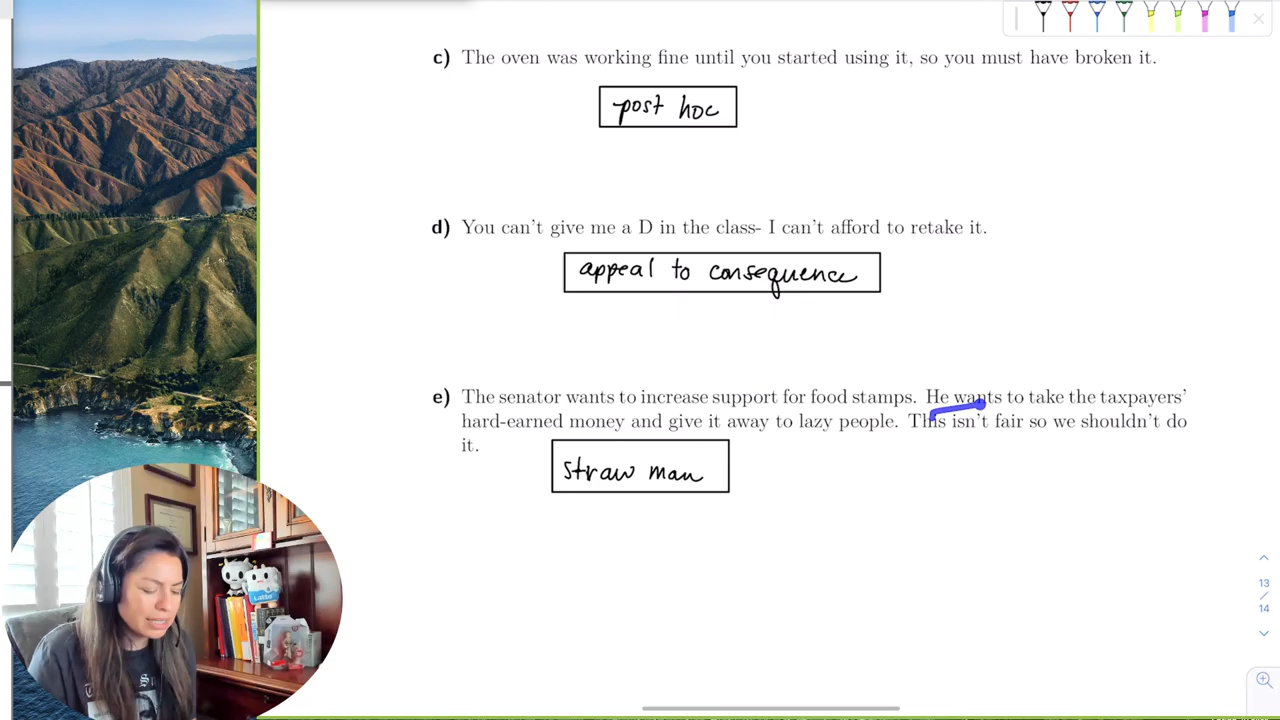 c) The oven was working fine until you started using it, so you must have broken it.
post hoc
d) You can't give me a D in the class- I can't afford to retake it.
appeal to consequence
e) The senator wants to increase support for food stamps. He wants to take the taxpayers'
hard-earned money and give it away to lazy people. This isn't fair so we shouldn't do
it.
straw man
Latte
13
/
14